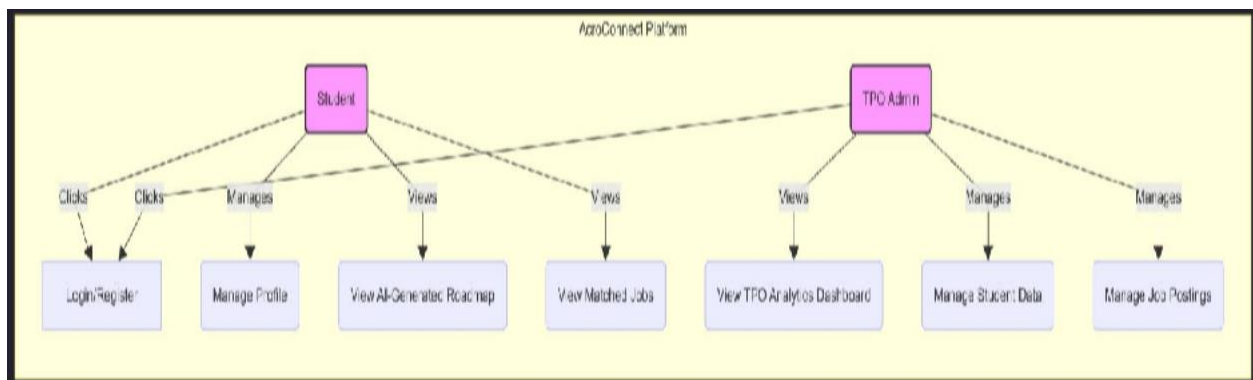 AcroConnect Platform
Student
TPO Admin
Clicks
Clicks
Manages
Views
Views
Views
Manages
Manages
Login/Register
Manage Profile
View AI-Generated Roadmap
View Matched Jobs
View TPO Analytics Dashboard
Manage Student Data
Manage Job Postings